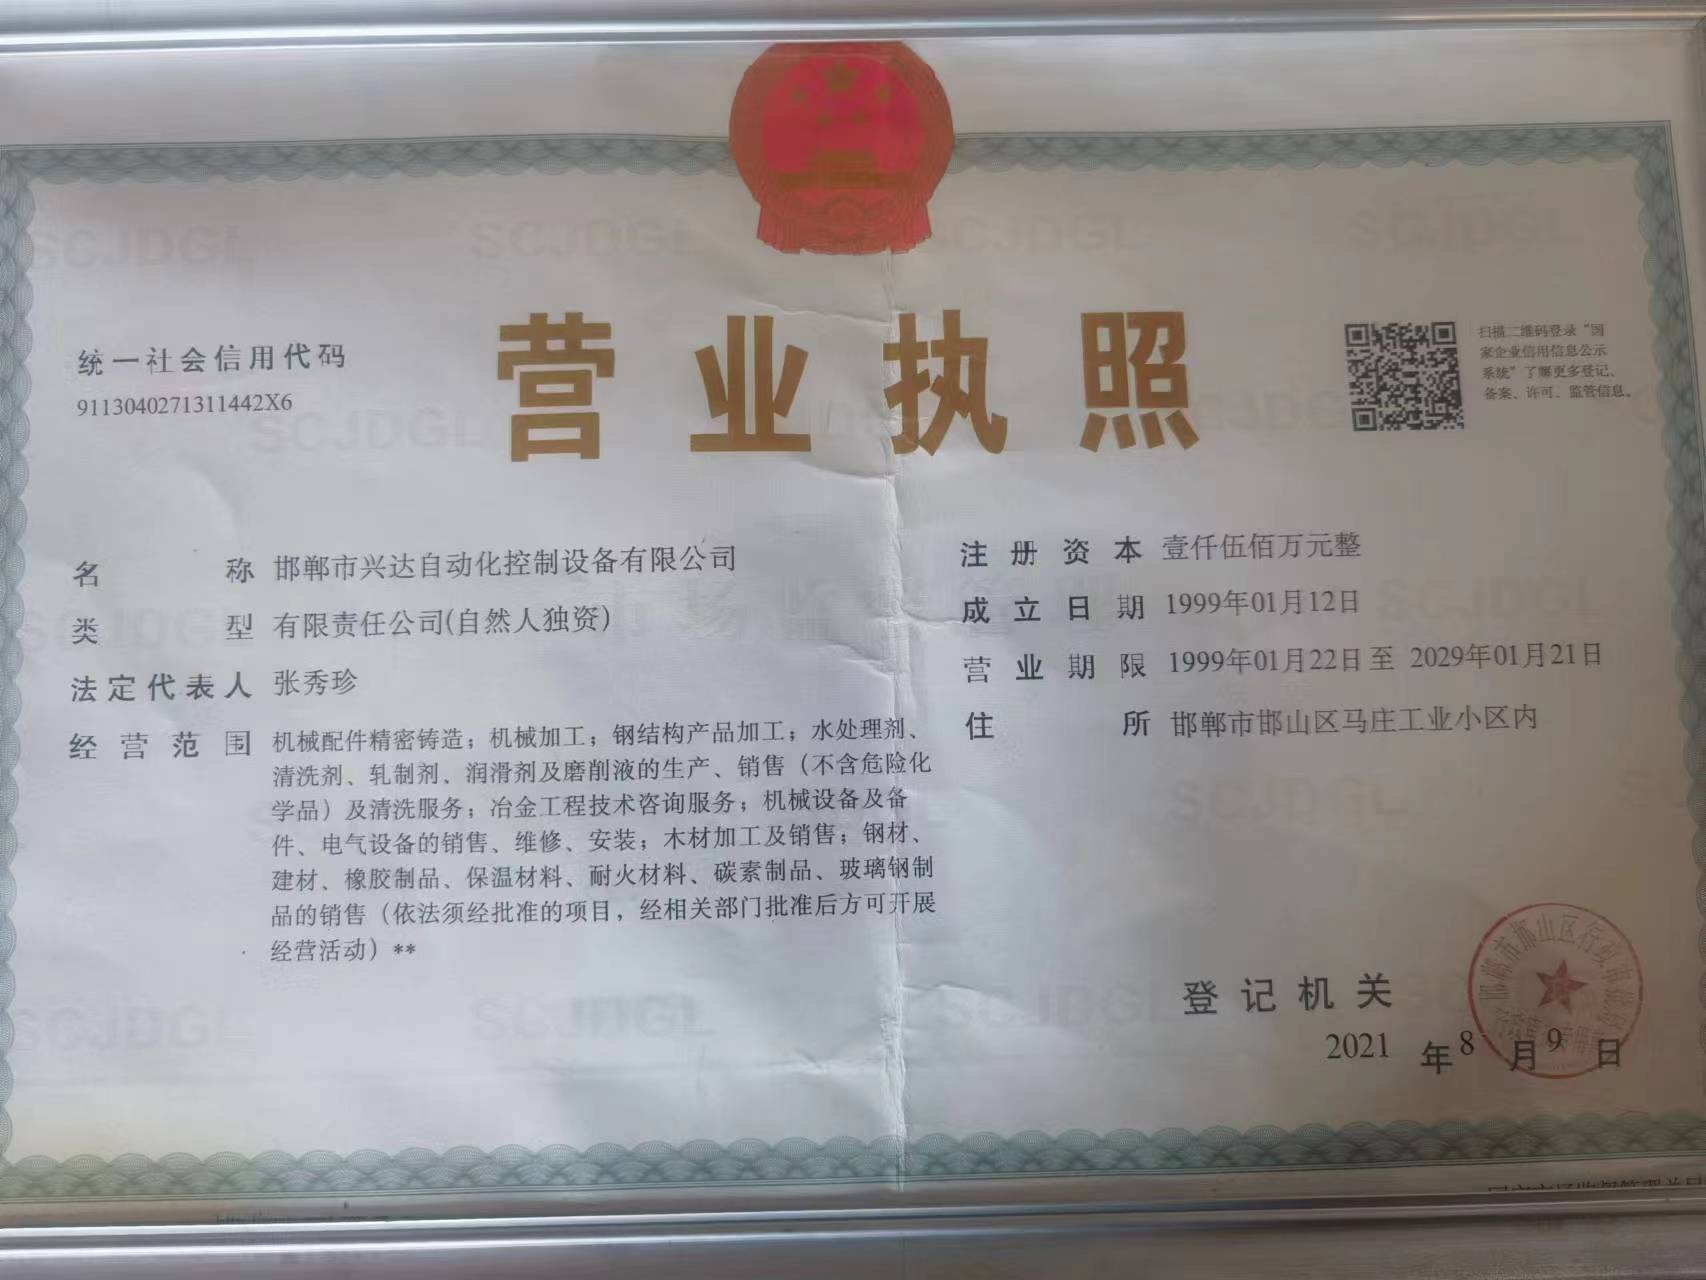 营业执照
统一社会信用代码
9113040271311442X6
扫描二维码登录“国
家企业信用信息公示
系统”了解更多登记、
备案、许可、监管信息。
名称 邯郸市兴达自动化控制设备有限公司
类型 有限责任公司(自然人独资)
法定代表人 张秀珍
经营范围 机械配件精密铸造；机械加工；钢结构产品加工；水处理剂、
清洗剂、轧制剂、润滑剂及磨削液的生产、销售（不含危险化
学品）及清洗服务；冶金工程技术咨询服务；机械设备及备
件、电气设备的销售、维修、安装；木材加工及销售；钢材、
建材、橡胶制品、保温材料、耐火材料、碳素制品、玻璃钢制
品的销售（依法须经批准的项目，经相关部门批准后方可开展
经营活动）**
注册资本 壹仟伍佰万元整
成立日期 1999年01月12日
营业期限 1999年01月22日至 2029年01月21日
住所 邯郸市邯山区马庄工业小区内
登记机关
2021年8月9日
SCJDGL